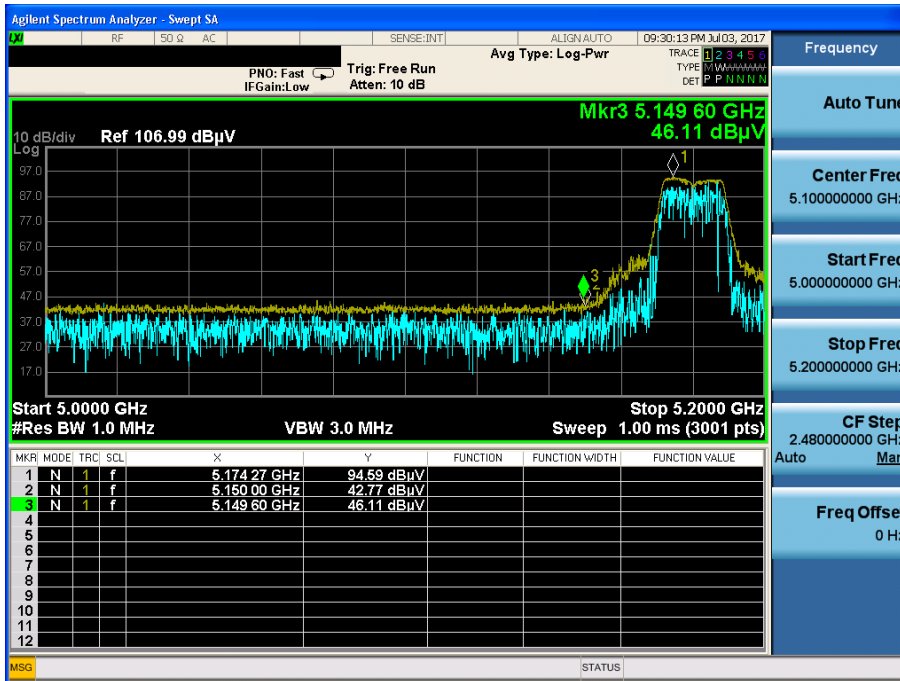 Agilent Spectrum Analyzer - Swept SA
LXI RF 50 Ω AC SENSE:INT ALIGN AUTO 09:30:13 PM Jul 03, 2017
Avg Type: Log-Pwr TRACE 1 2 3 4 5 6
PNO: Fast Trig: Free Run TYPE M W W W W W
IFGain:Low Atten: 10 dB DET P P N N N N
Mkr3 5.149 60 GHz
46.11 dBµV
10 dB/div Ref 106.99 dBµV
Log
97.0
87.0
77.0
67.0
57.0
47.0
37.0
27.0
17.0
1
3
2
Start 5.0000 GHz Stop 5.2000 GHz
#Res BW 1.0 MHz VBW 3.0 MHz Sweep 1.00 ms (3001 pts)
MKR MODE TRC SCL X Y FUNCTION FUNCTION WIDTH FUNCTION VALUE
1 N 1 f 5.174 27 GHz 94.59 dBµV
2 N 1 f 5.150 00 GHz 42.77 dBµV
3 N 1 f 5.149 60 GHz 46.11 dBµV
4
5
6
7
8
9
10
11
12
MSG STATUS
Frequency
Auto Tune
Center Freq
5.100000000 GHz
Start Freq
5.000000000 GHz
Stop Freq
5.200000000 GHz
CF Step
2.480000000 GHz
Auto Man
Freq Offse
0 Hz